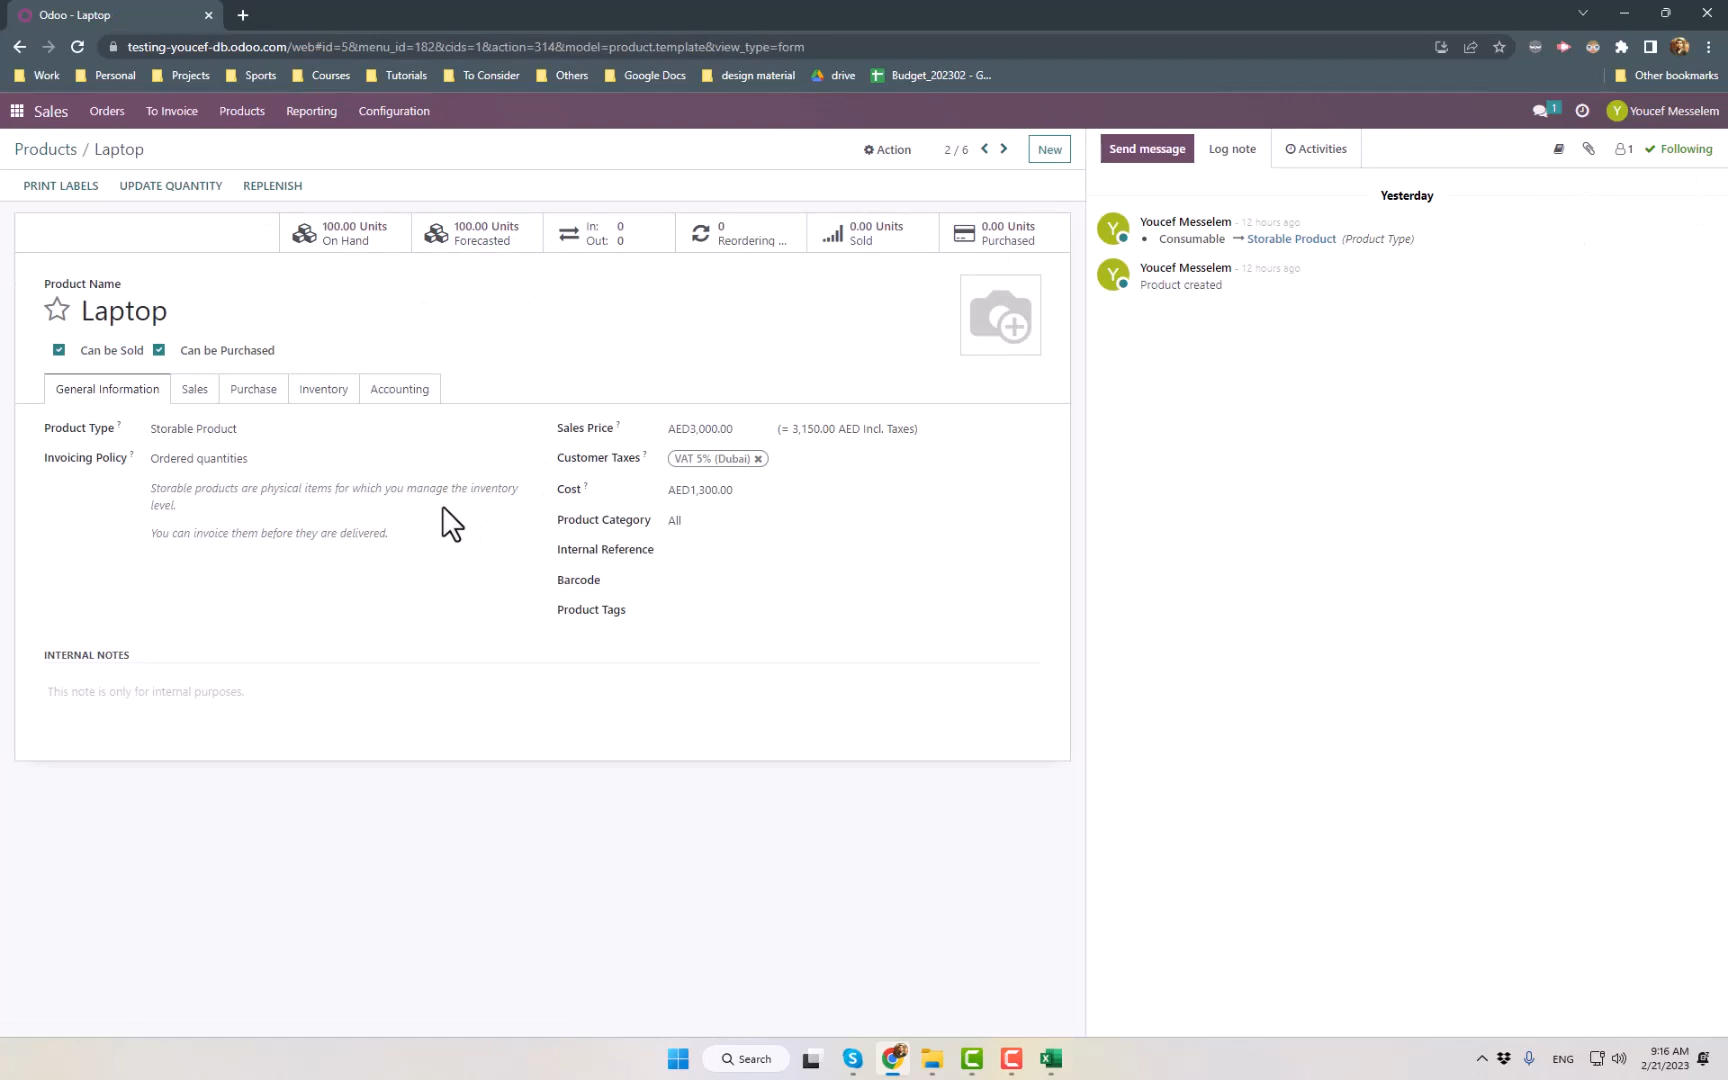 Odoo - Laptop
testing-youcef-db.odoo.com/web#id=5&menu_id=182&cids=1&action=314&model=product.template&view_type=form
Work Personal Projects Sports Courses Tutorials To Consider Others Google Docs design material drive Budget_202302 - G... Other bookmarks
Sales Orders To Invoice Products Reporting Configuration 1 Y Youcef Messelem
Products / Laptop Action 2 / 6 New Send message Log note Activities 1 Following
PRINT LABELS UPDATE QUANTITY REPLENISH
Yesterday
100.00 Units
On Hand
100.00 Units
Forecasted
In: 0
Out: 0
0
Reordering ...
0.00 Units
Sold
0.00 Units
Purchased
Y Youcef Messelem - 12 hours ago
• Consumable → Storable Product (Product Type)
Y Youcef Messelem - 12 hours ago
Product created
Product Name
Laptop
Can be Sold Can be Purchased
General Information Sales Purchase Inventory Accounting
Product Type ? Storable Product
Invoicing Policy ? Ordered quantities
Storable products are physical items for which you manage the inventory
level.
You can invoice them before they are delivered.
Sales Price ? AED3,000.00 (= 3,150.00 AED Incl. Taxes)
Customer Taxes ? VAT 5% (Dubai)
Cost ? AED1,300.00
Product Category All
Internal Reference
Barcode
Product Tags
INTERNAL NOTES
This note is only for internal purposes.
Search ENG 9:16 AM
2/21/2023